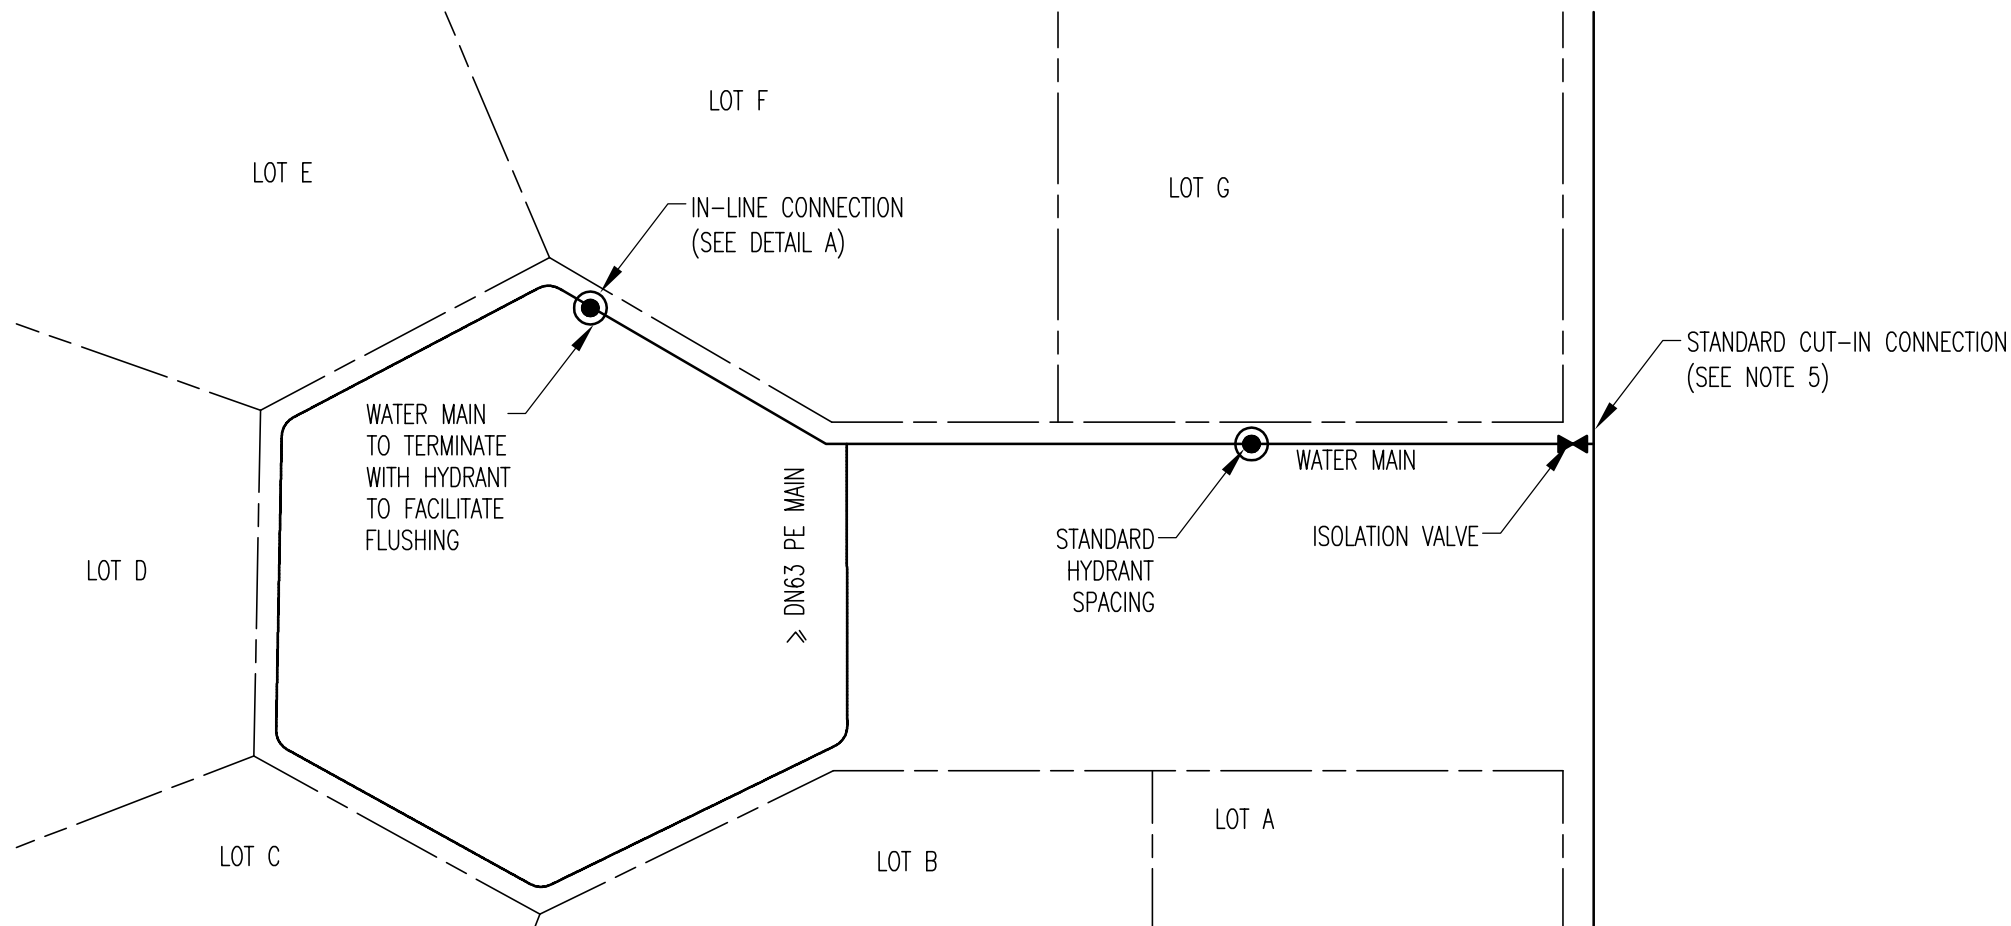 LOT F
LOT E
LOT G
IN-LINE CONNECTION
(SEE DETAIL A)
STANDARD CUT-IN CONNECTION
(SEE NOTE 5)
WATER MAIN
TO TERMINATE
WITH HYDRANT
TO FACILITATE
FLUSHING
WATER MAIN
⩾ DN63 PE MAIN
STANDARD
HYDRANT
SPACING
ISOLATION VALVE
LOT D
LOT A
LOT C
LOT B